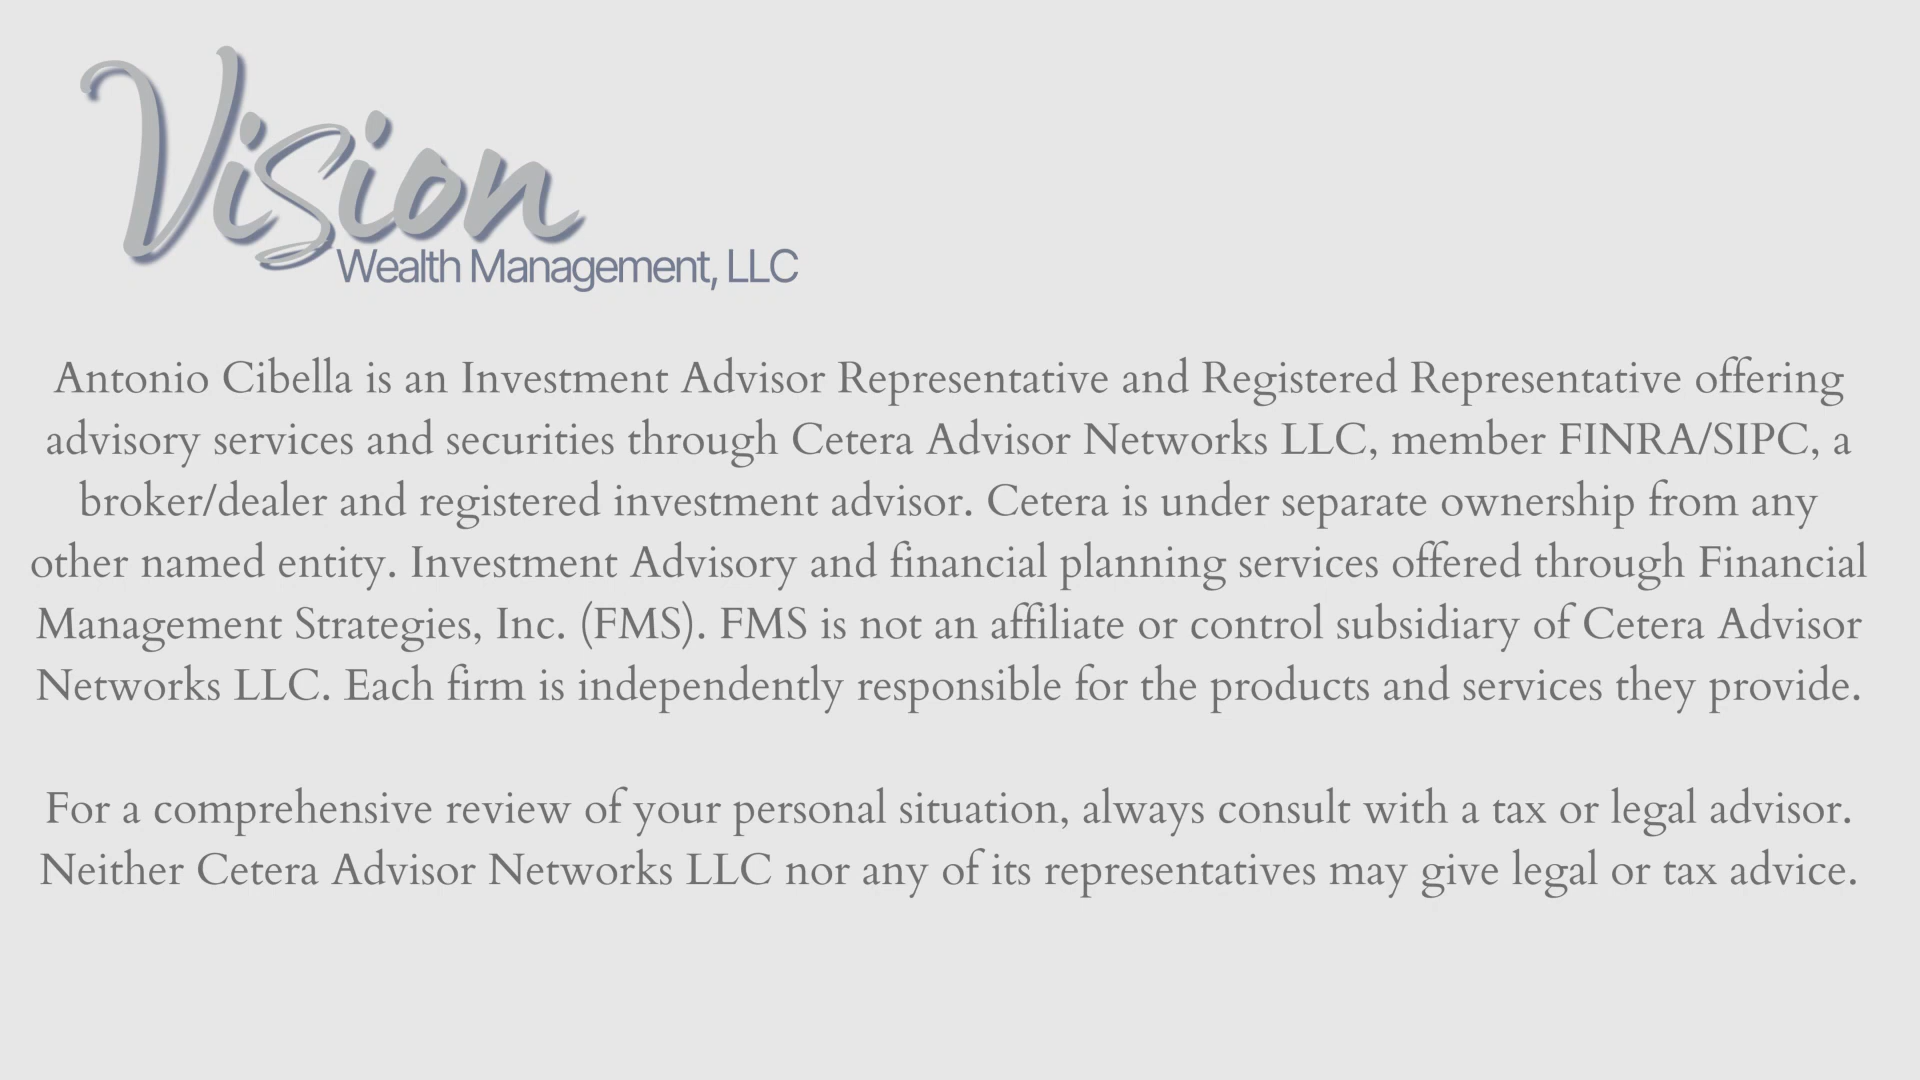 Vision
Wealth Management, LLC
Antonio Cibella is an Investment Advisor Representative and Registered Representative offering
advisory services and securities through Cetera Advisor Networks LLC, member FINRA/SIPC, a
broker/dealer and registered investment advisor. Cetera is under separate ownership from any
other named entity. Investment Advisory and financial planning services offered through Financial
Management Strategies, Inc. (FMS). FMS is not an affiliate or control subsidiary of Cetera Advisor
Networks LLC. Each firm is independently responsible for the products and services they provide.
For a comprehensive review of your personal situation, always consult with a tax or legal advisor.
Neither Cetera Advisor Networks LLC nor any of its representatives may give legal or tax advice.